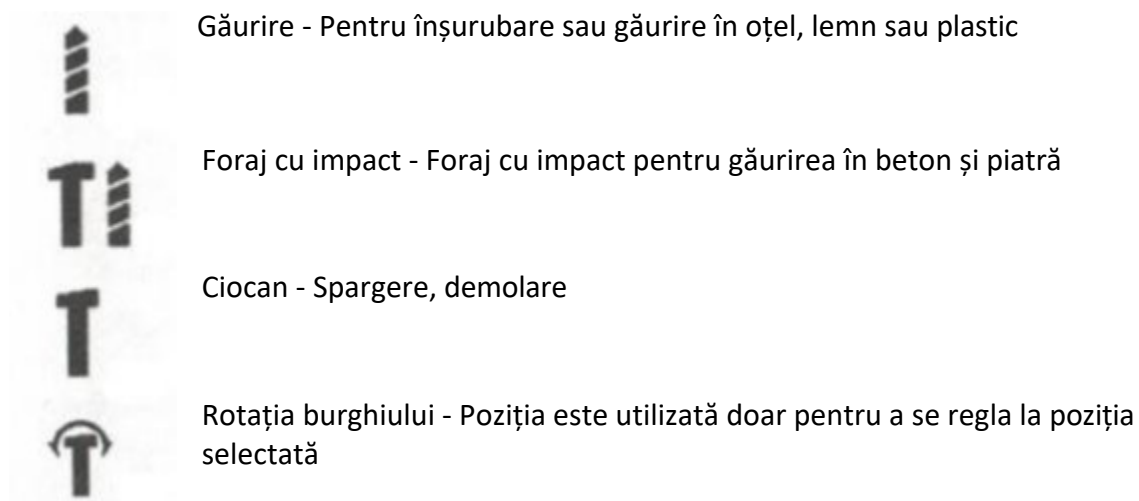 Găurire - Pentru înșurubare sau găurire în oțel, lemn sau plastic
Foraj cu impact - Foraj cu impact pentru găurirea în beton și piatră
Ciocan - Spargere, demolare
Rotația burghiului - Poziția este utilizată doar pentru a se regla la poziția
selectată